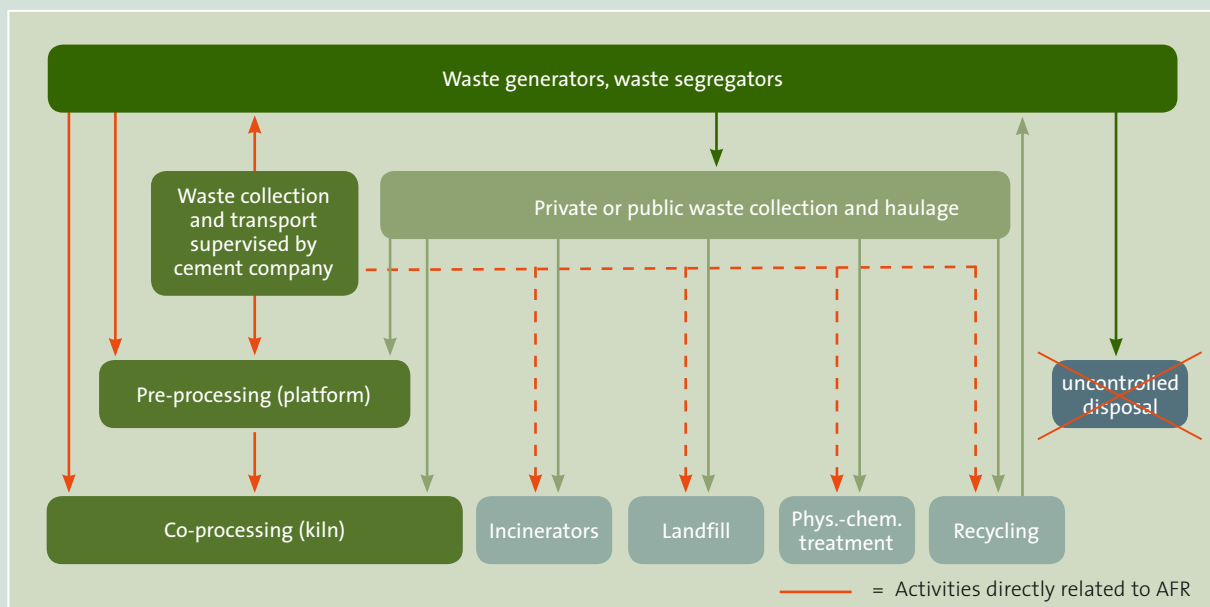 Waste generators, waste segregators
Waste collection
and transport
supervised by
cement company
Private or public waste collection and haulage
Pre-processing (platform)
uncontrolled
disposal
Co-processing (kiln)
Incinerators
Landfill
Phys.-chem.
treatment
Recycling
= Activities directly related to AFR